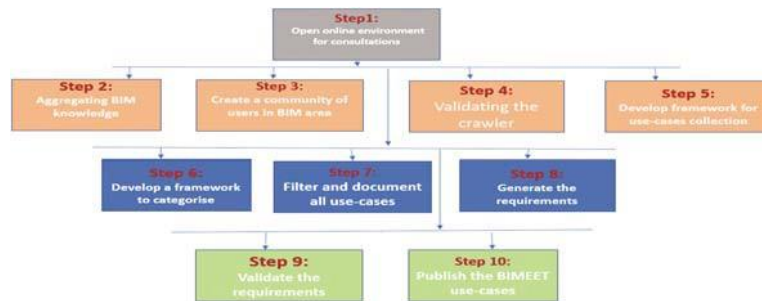 Step1:
Open online environment
for consultations
Step 2:
Aggregating BIM
knowledge
Step 3:
Create a community of
users in BIM area
Step 4:
Validating the
crawler
Step 5:
Develop framework for
use-cases collection
Step 6:
Develop a framework
to categorise
Step 7
Filter and document
all use-cases
Step 8:
Generate the
requirements
Step 9:
Validate the
requirements
Step 10:
Publish the BIMEET
use-cases